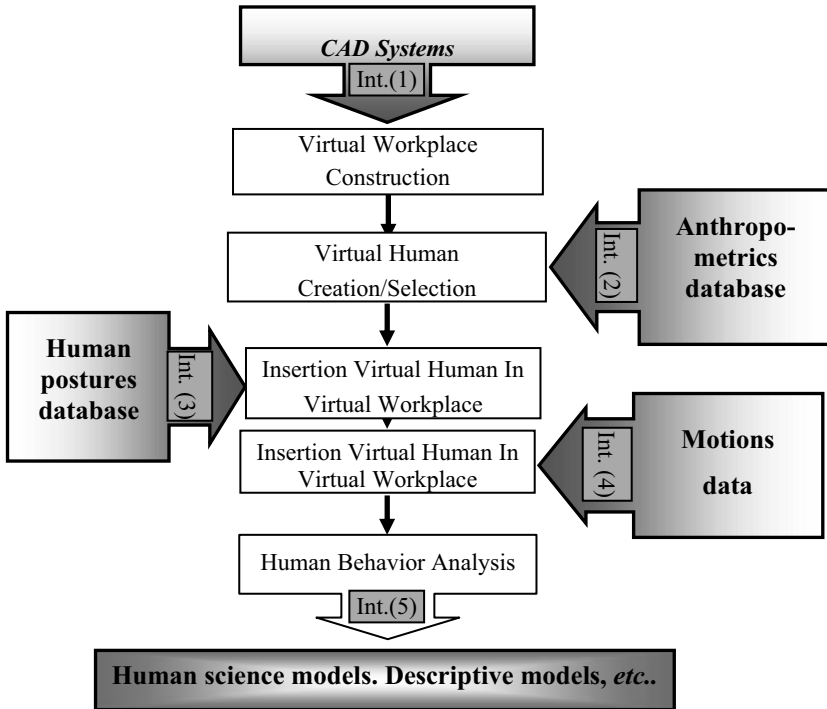 CAD Systems
Int.(1)
Virtual Workplace
Construction
Virtual Human
Creation/Selection
Int. (2)
Anthropo-
metrics
database
Human
postures
database
Int. (3)
Insertion Virtual Human In
Virtual Workplace
Insertion Virtual Human In
Virtual Workplace
Int. (4)
Motions
data
Human Behavior Analysis
Int.(5)
Human science models. Descriptive models, etc..